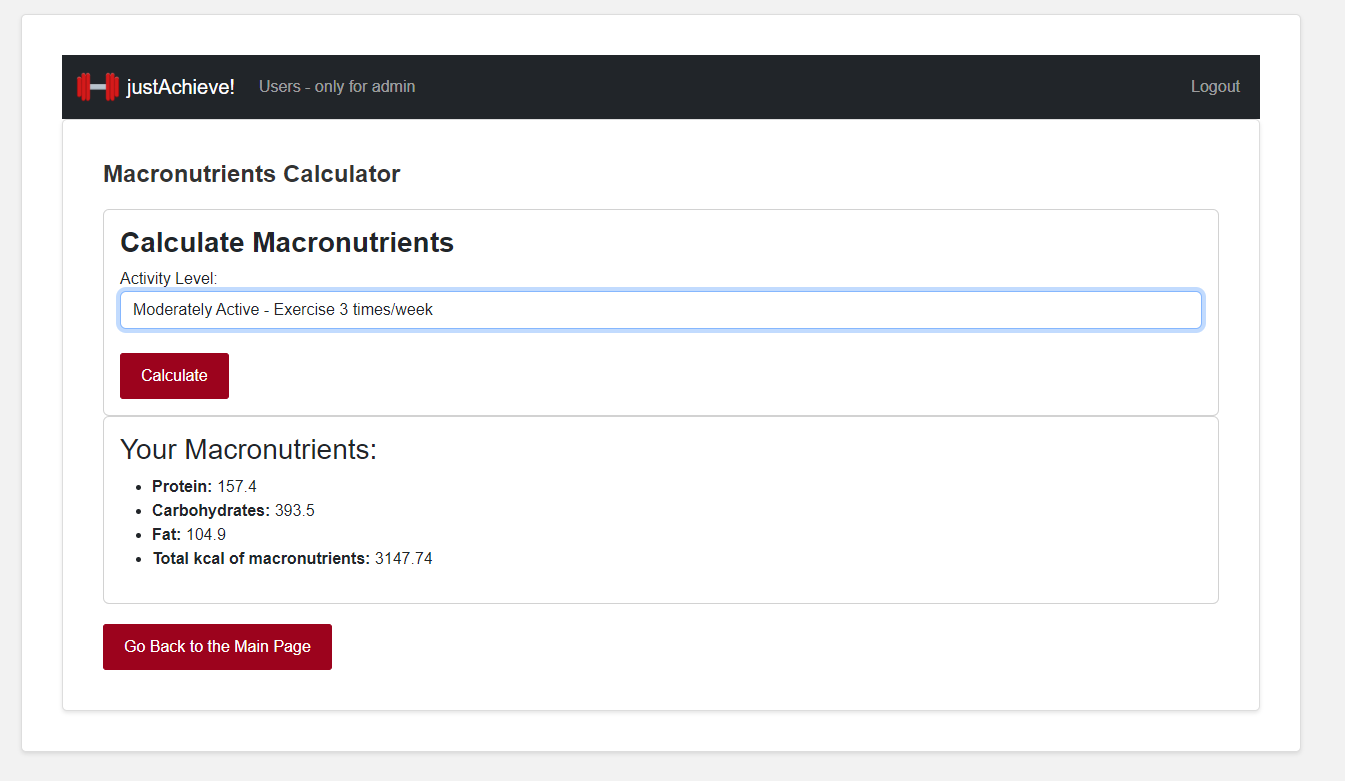 justAchieve! Users - only for admin Logout
Macronutrients Calculator
Calculate Macronutrients
Activity Level:
Moderately Active - Exercise 3 times/week
Calculate
Your Macronutrients:
Protein: 157.4
Carbohydrates: 393.5
Fat: 104.9
Total kcal of macronutrients: 3147.74
Go Back to the Main Page